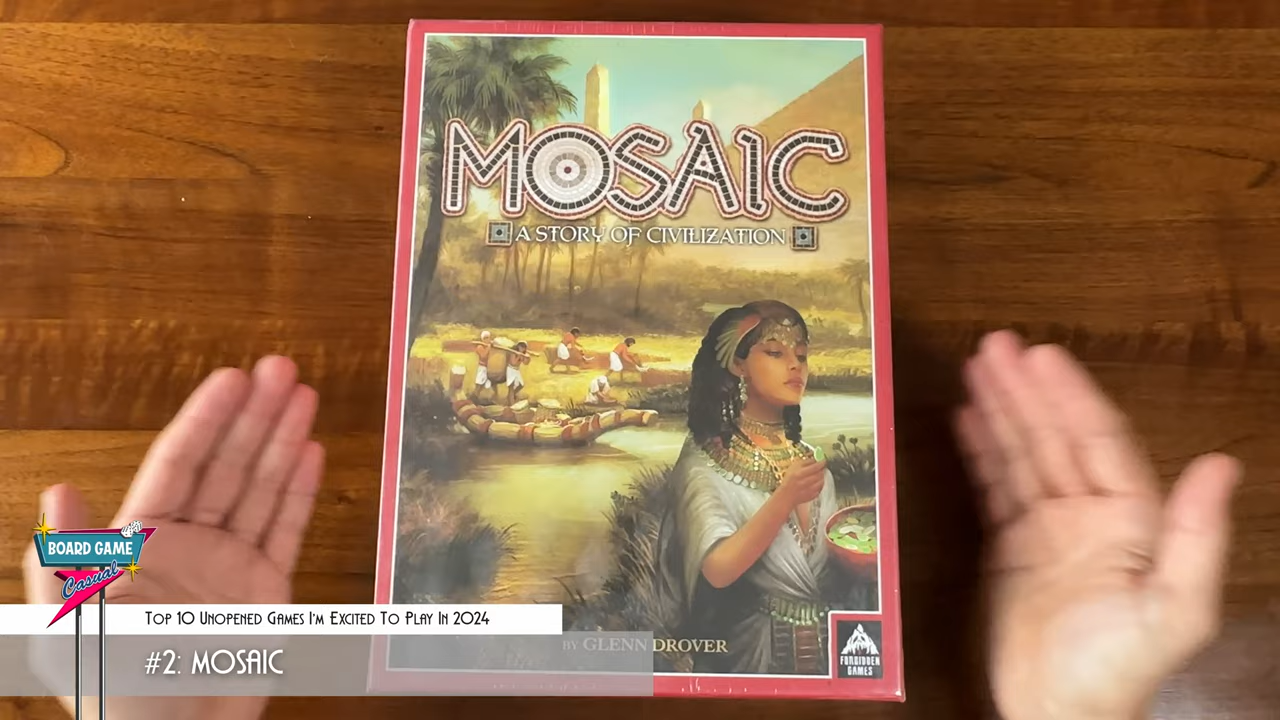 MOSAIC
A STORY OF CIVILIZATION
BY GLENN DROVER
FORBIDDEN
GAMES
BOARD GAME
Casual
Top 10 Unopened Games I'm Excited To Play In 2024
#2: MOSAIC